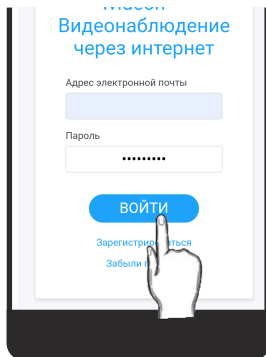 Видеонаблюдение
через интернет
Адрес электронной почты
Пароль
•••••••••
ВОЙТИ
Забыли